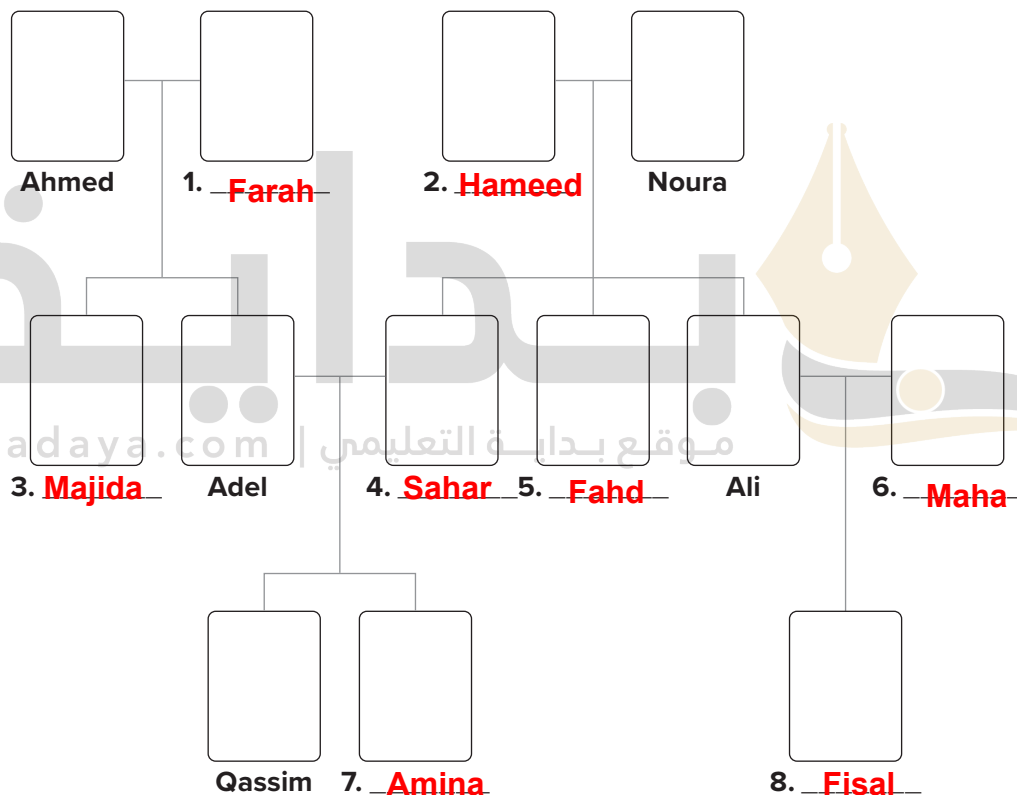 Ahmed 1. Farah 2. Hameed Noura
بداية
adaya.com | موقع بداية التعليمي
3. Majida Adel 4. Sahar 5. Fahd Ali 6. Maha
Qassim 7. Amina 8. Fisal